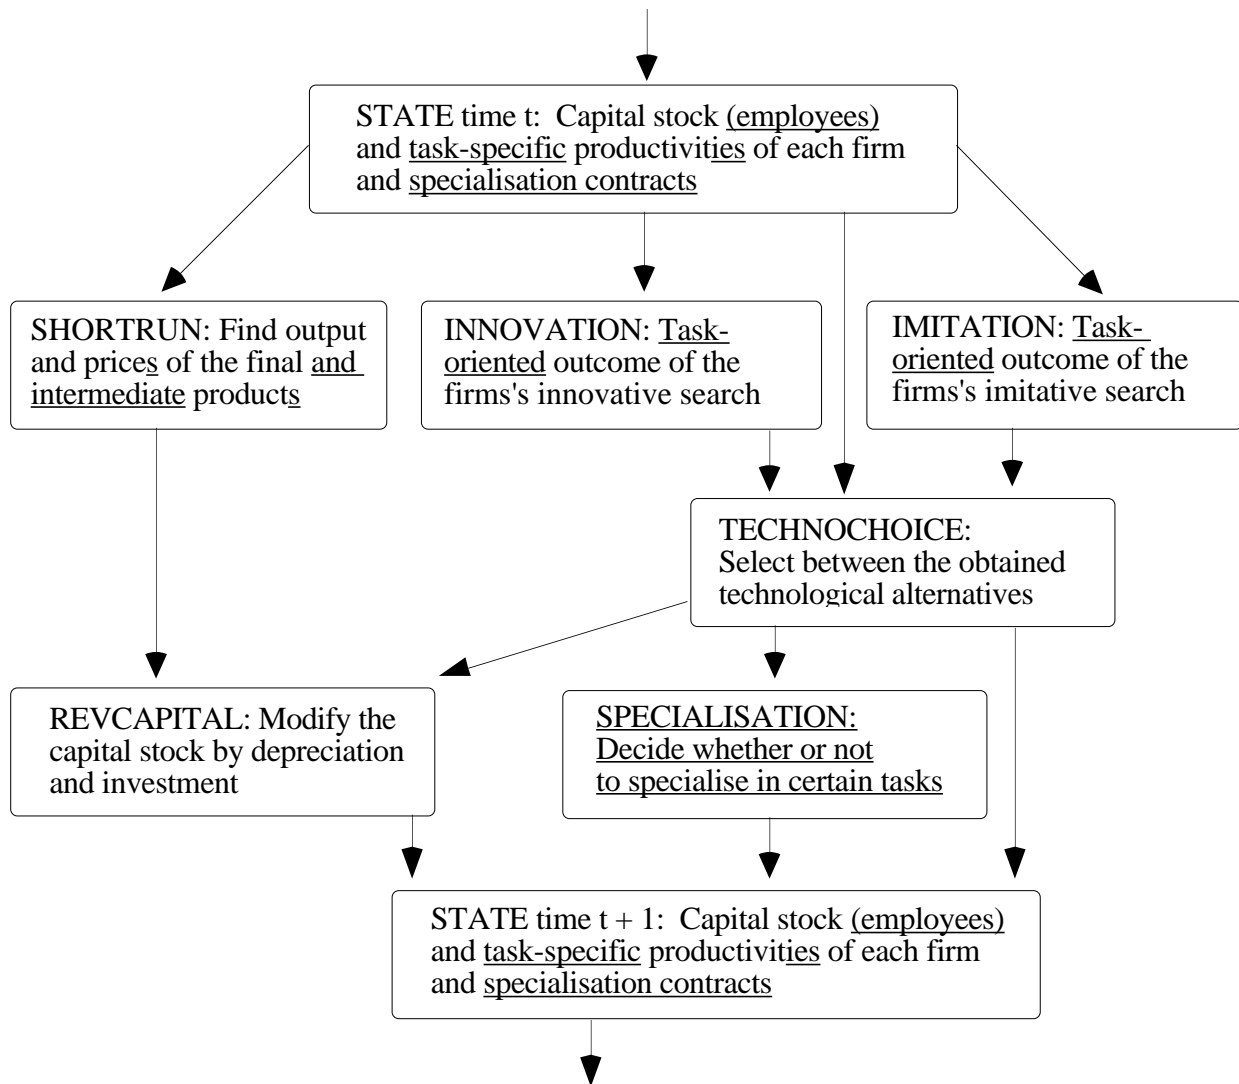 STATE time t:  Capital stock (employees)
and task-specific productivities of each firm
and specialisation contracts
SHORTRUN: Find output
and prices of the final and
intermediate products
INNOVATION: Task-
oriented outcome of the
firms's innovative search
IMITATION: Task-
oriented outcome of the
firms's imitative search
TECHNOCHOICE:
Select between the obtained
technological alternatives
REVCAPITAL: Modify the
capital stock by depreciation
and investment
SPECIALISATION:
Decide whether or not
to specialise in certain tasks
STATE time t + 1:  Capital stock (employees)
and task-specific productivities of each firm
and specialisation contracts